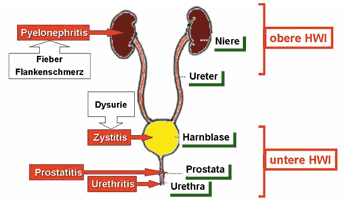 Pyelonephritis
Fieber
Flankenschmerz
Niere
obere HWI
Ureter
Dysurie
Zystitis
Harnblase
Prostatitis
Prostata
untere HWI
Urethritis
Urethra